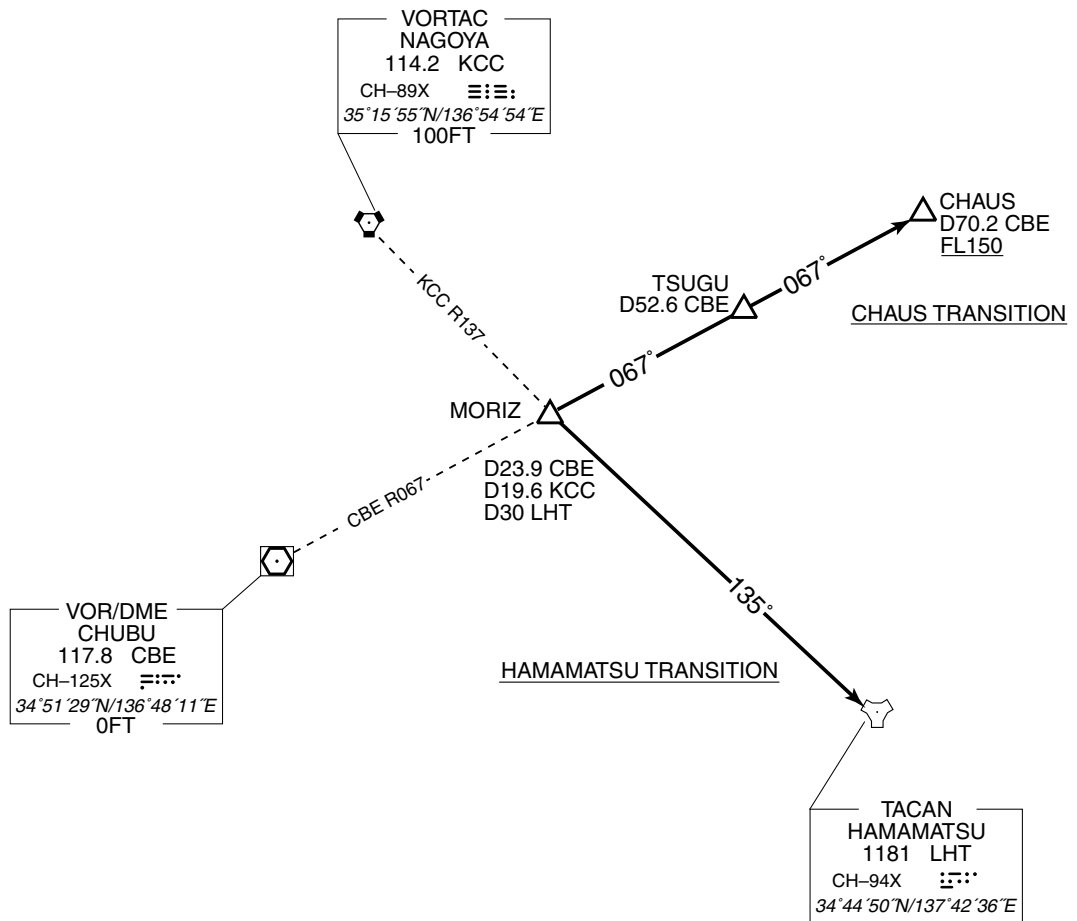 VORTAC
NAGOYA
114.2 KCC
CH–89X
35°15´55˝N/136°54´54˝E
100FT
CHAUS
D70.2 CBE
FL150
067°
TSUGU
D52.6 CBE
CHAUS TRANSITION
KCC R137
067°
MORIZ
D23.9 CBE
D19.6 KCC
D30 LHT
CBE R067
135°
VOR/DME
CHUBU
117.8 CBE
CH–125X
34°51´29˝N/136°48´11˝E
0FT
HAMAMATSU TRANSITION
TACAN
HAMAMATSU
1181 LHT
CH–94X
34°44´50˝N/137°42´36˝E